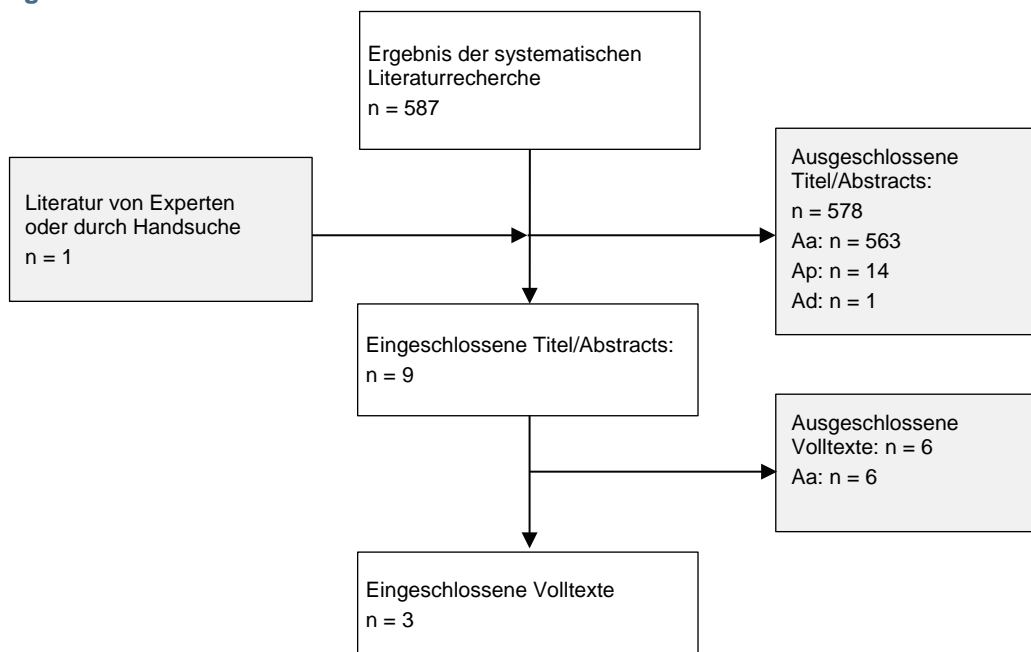 Ergebnis der systematischen
Literaturrecherche
n = 587
Literatur von Experten
oder durch Handsuche
n = 1
Ausgeschlossene
Titel/Abstracts:
n = 578
Aa: n = 563
Ap: n = 14
Ad: n = 1
Eingeschlossene Titel/Abstracts:
n = 9
Ausgeschlossene
Volltexte: n = 6
Aa: n = 6
Eingeschlossene Volltexte
n = 3